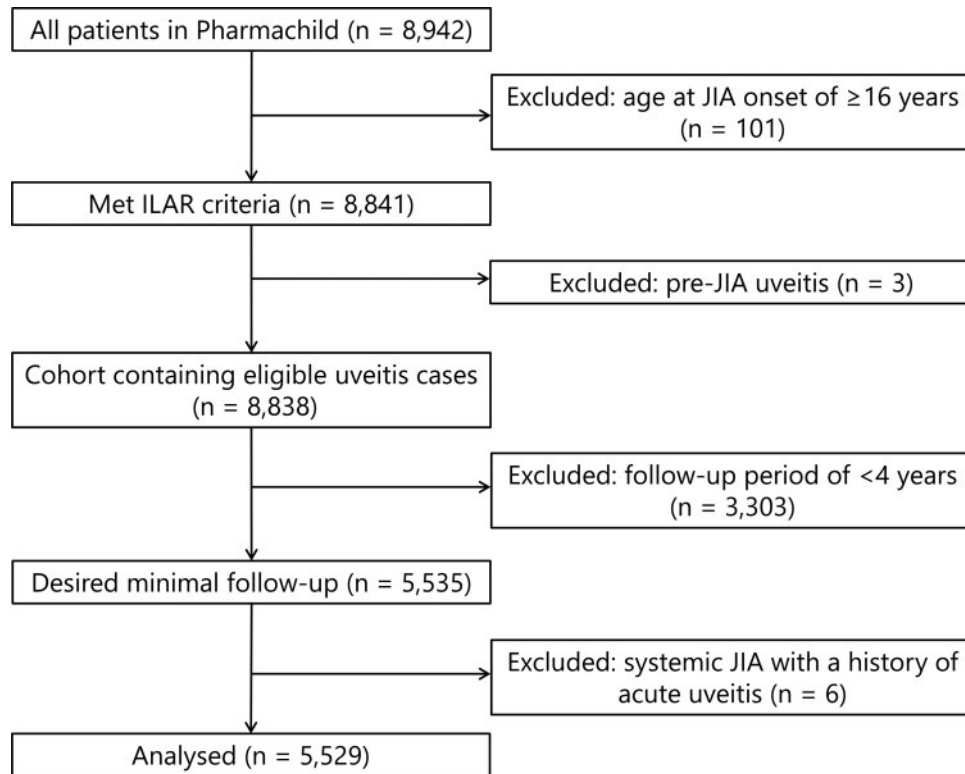 All patients in Pharmachild (n = 8,942)
Excluded: age at JIA onset of ≥16 years
(n = 101)
Met ILAR criteria (n = 8,841)
Excluded: pre-JIA uveitis (n = 3)
Cohort containing eligible uveitis cases
(n = 8,838)
Excluded: follow-up period of <4 years
(n = 3,303)
Desired minimal follow-up (n = 5,535)
Excluded: systemic JIA with a history of
acute uveitis (n = 6)
Analysed (n = 5,529)